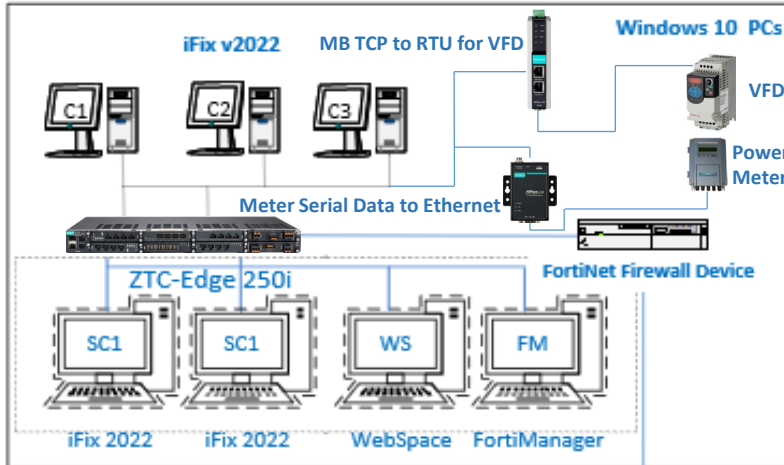 iFix v2022
MB TCP to RTU for VFD
Windows 10 PCs
C1
C2
C3
VFD
Power
Meter
Meter Serial Data to Ethernet
FortiNet Firewall Device
ZTC-Edge 250i
SC1
SC1
WS
FM
iFix 2022
iFix 2022
WebSpace
FortiManager